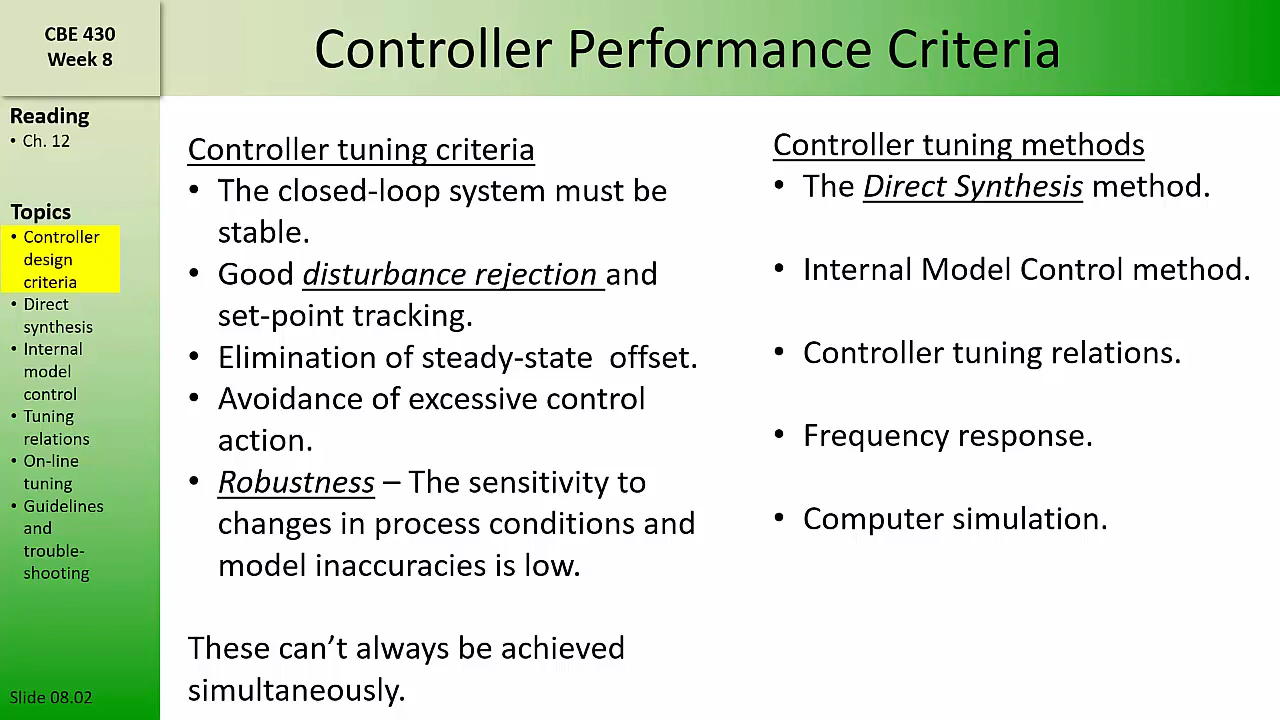 CBE 430
Week 8
Controller Performance Criteria
Reading
• Ch. 12
Topics
• Controller
design
criteria
• Direct
synthesis
• Internal
model
control
• Tuning
relations
• On-line
tuning
• Guidelines
and
trouble-
shooting
Slide 08.02
Controller tuning criteria
• The closed-loop system must be
stable.
• Good disturbance rejection and
set-point tracking.
• Elimination of steady-state  offset.
• Avoidance of excessive control
action.
• Robustness – The sensitivity to
changes in process conditions and
model inaccuracies is low.
These can’t always be achieved
simultaneously.
Controller tuning methods
• The Direct Synthesis method.
• Internal Model Control method.
• Controller tuning relations.
• Frequency response.
• Computer simulation.